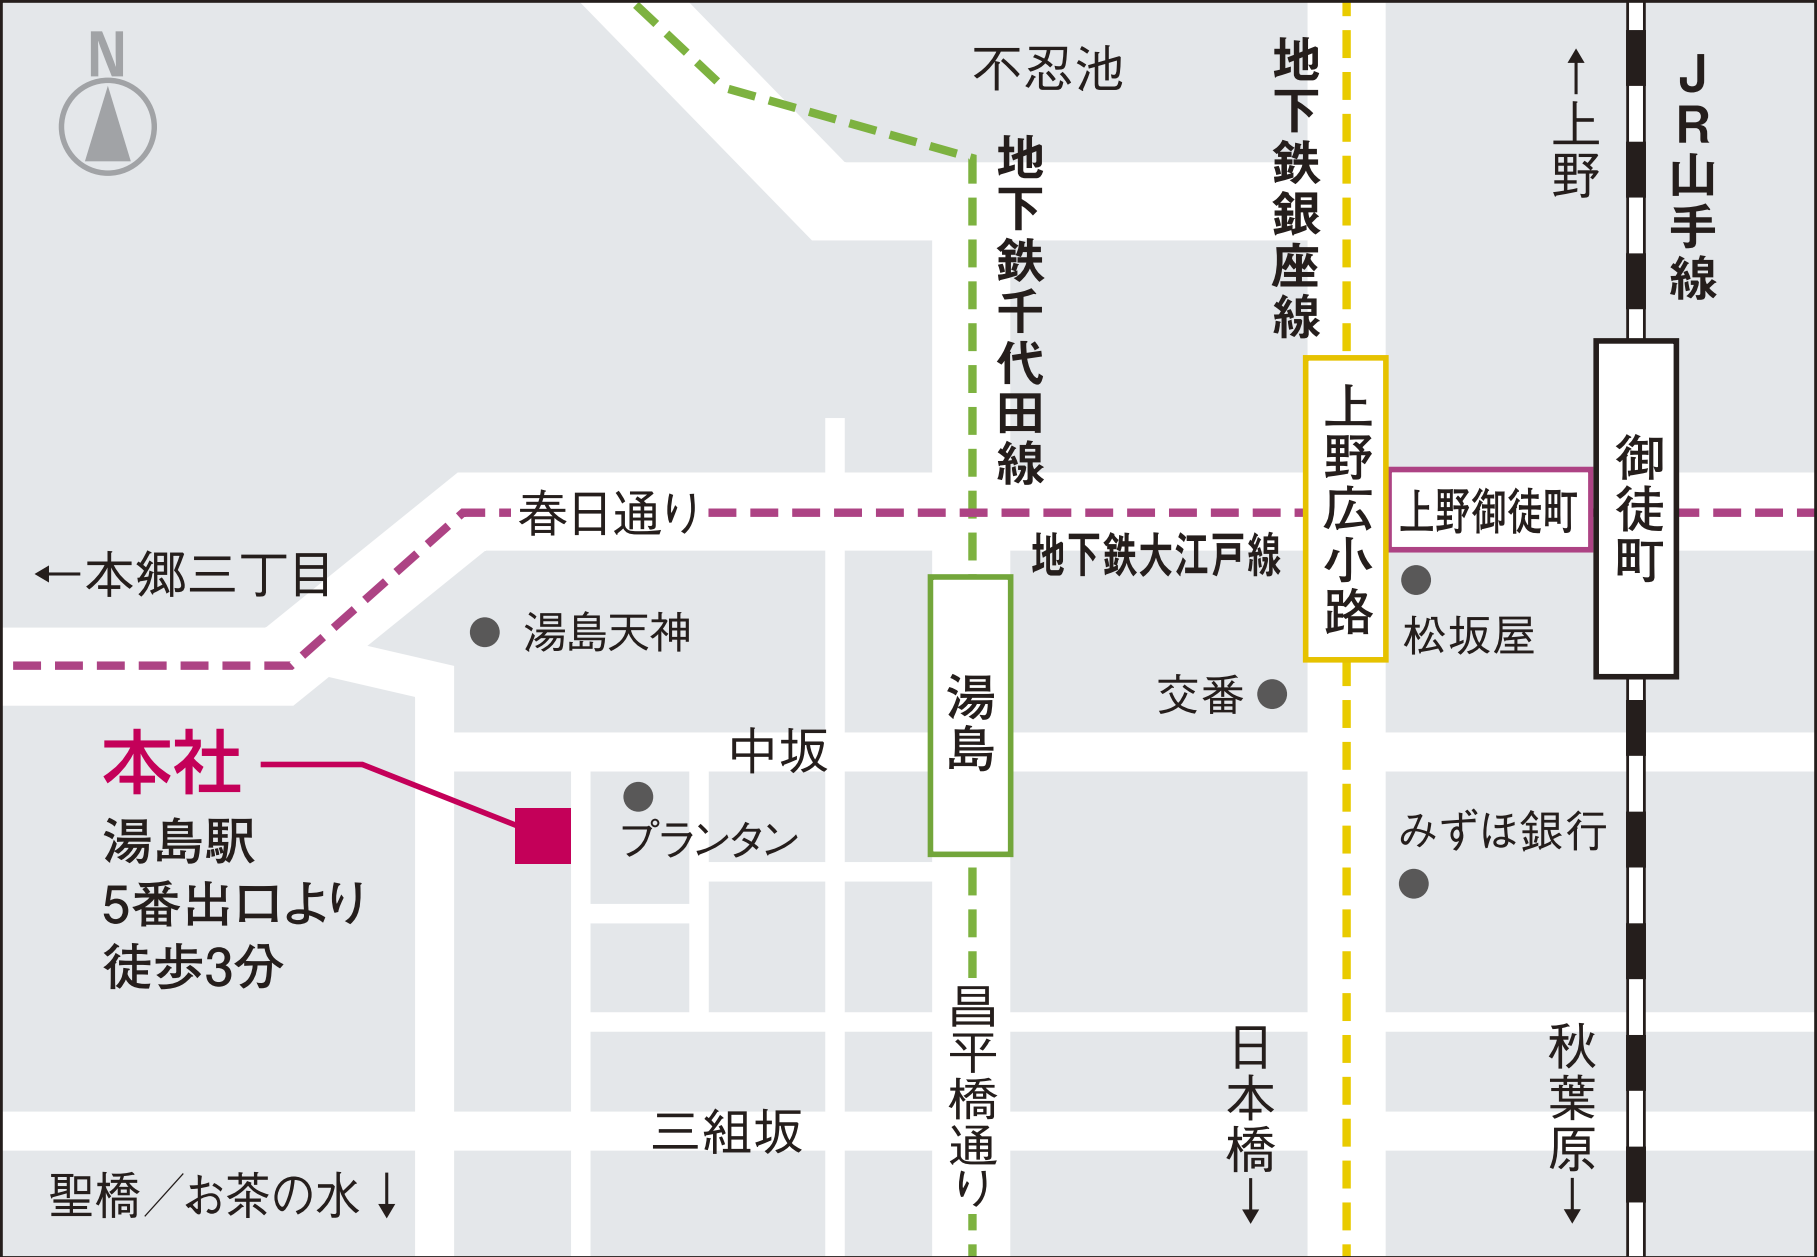 N
不忍池
地下鉄千代田線
地下鉄銀座線
↑上野
JR山手線
春日通り
←本郷三丁目
地下鉄大江戸線
上野広小路
上野御徒町
御徒町
湯島天神
松坂屋
交番
湯島
中坂
本社
湯島駅
5番出口より
徒歩3分
プランタン
みずほ銀行
昌平橋通り
日本橋↓
秋葉原↓
三組坂
聖橋／お茶の水↓